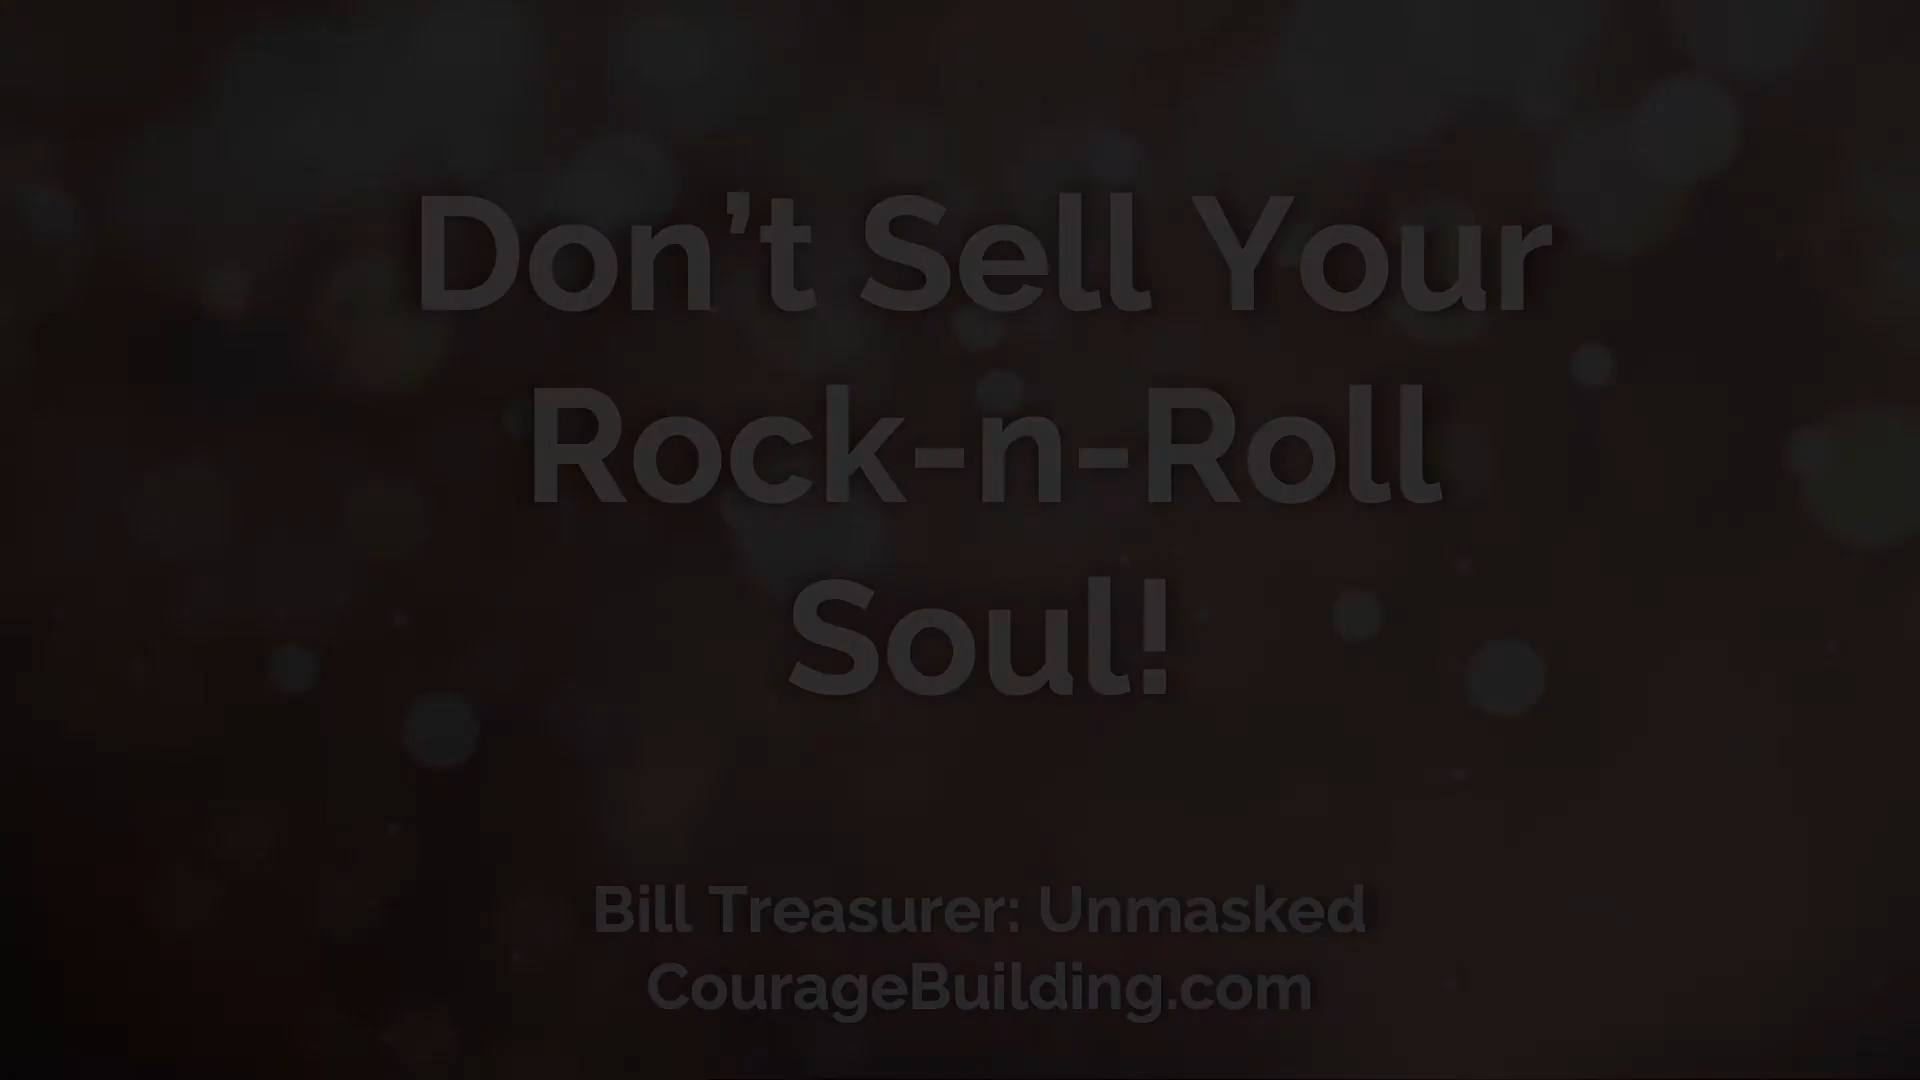 Don’t Sell Your
Rock-n-Roll
Soul!
Bill Treasurer: Unmasked
CourageBuilding.com